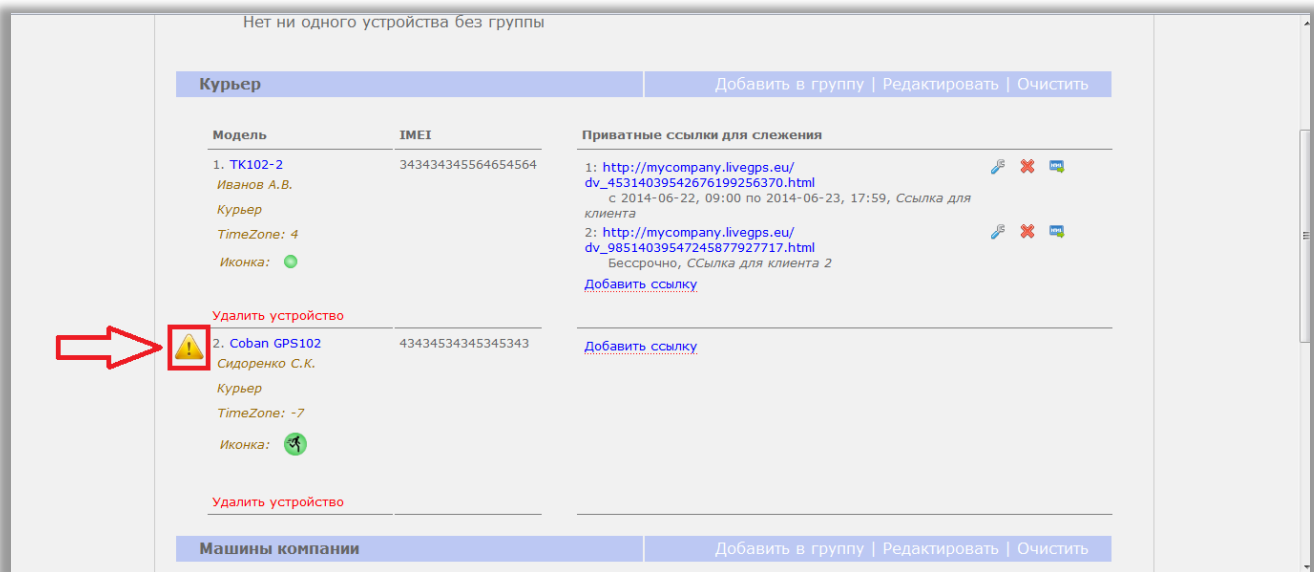 Нет ни одного устройства без группы
Курьер
Добавить в группу | Редактировать | Очистить
Модель
IMEI
Приватные ссылки для слежения
1. TK102-2
343434345564654564
Иванов А.В.
Курьер
TimeZone: 4
Иконка:
1: http://mycompany.livegps.eu/
dv_45314039542676199256370.html
с 2014-06-22, 09:00 по 2014-06-23, 17:59, Ссылка для
клиента
HTML
2: http://mycompany.livegps.eu/
dv_98514039547245877927717.html
Бессрочно, ССылка для клиента 2
HTML
Добавить ссылку
Удалить устройство
2. Coban GPS102
43434534345345343
Добавить ссылку
Сидоренко С.К.
Курьер
TimeZone: -7
Иконка:
Удалить устройство
Машины компании
Добавить в группу | Редактировать | Очистить